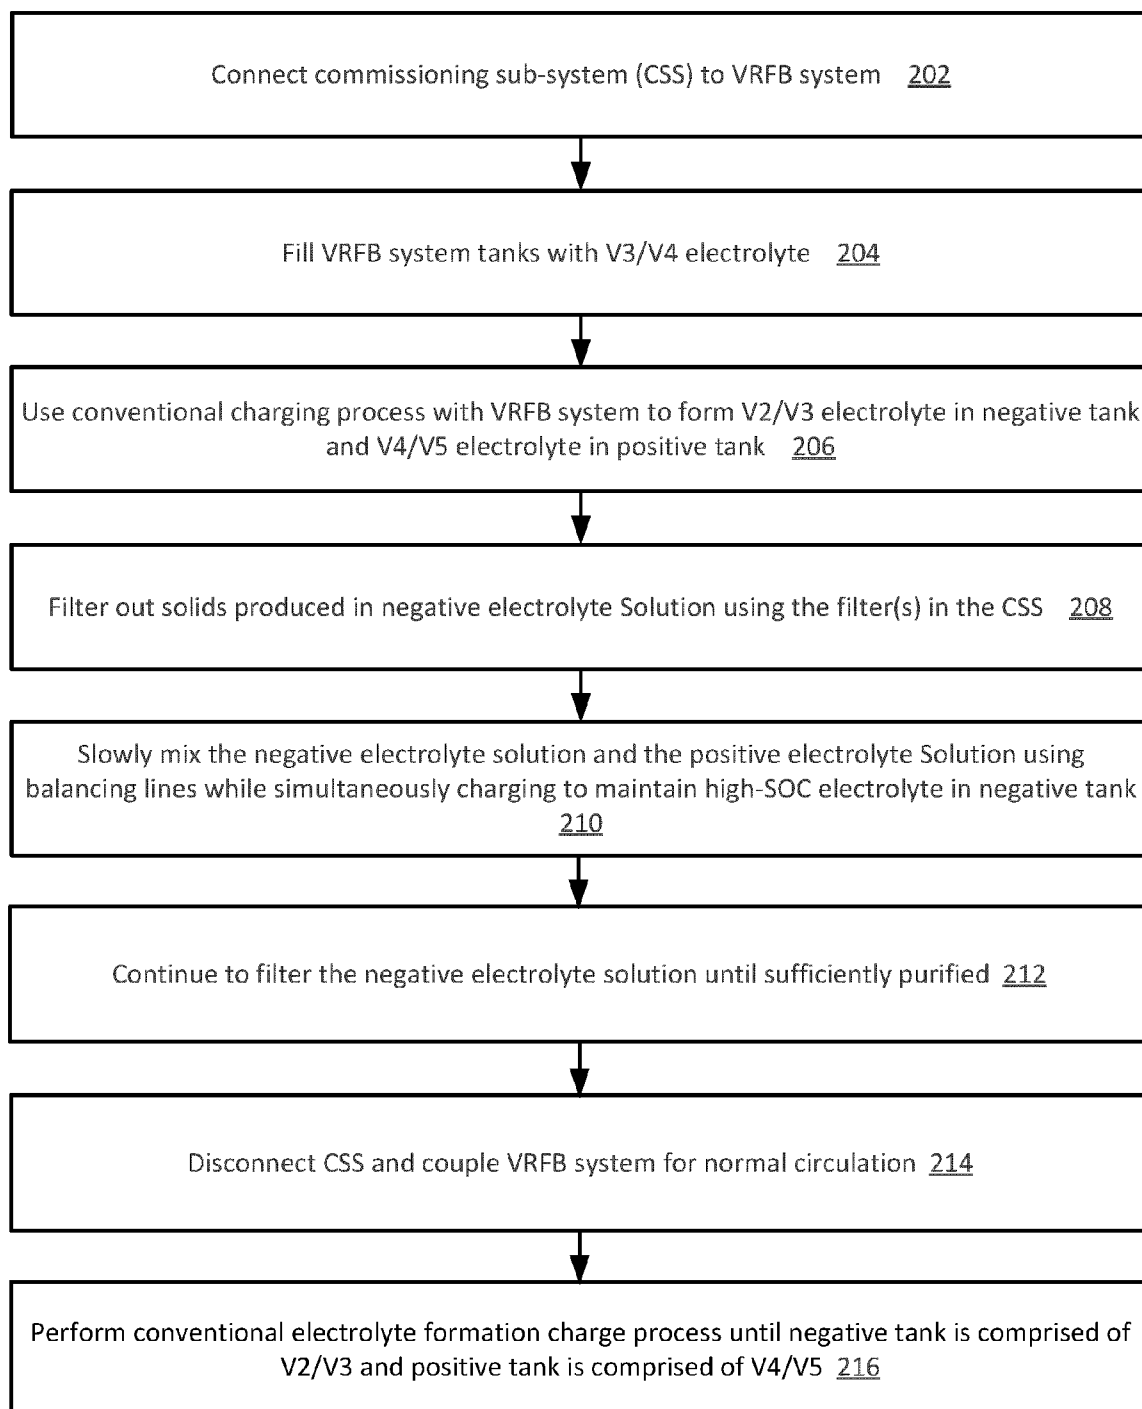 Connect commissioning sub-system (CSS) to VRFB system 202
Fill VRFB system tanks with V3/V4 electrolyte 204
Use conventional charging process with VRFB system to form V2/V3 electrolyte in negative tank
and V4/V5 electrolyte in positive tank 206
Filter out solids produced in negative electrolyte Solution using the filter(s) in the CSS 208
Slowly mix the negative electrolyte solution and the positive electrolyte Solution using
balancing lines while simultaneously charging to maintain high-SOC electrolyte in negative tank
210
Continue to filter the negative electrolyte solution until sufficiently purified 212
Disconnect CSS and couple VRFB system for normal circulation 214
Perform conventional electrolyte formation charge process until negative tank is comprised of
V2/V3 and positive tank is comprised of V4/V5 216